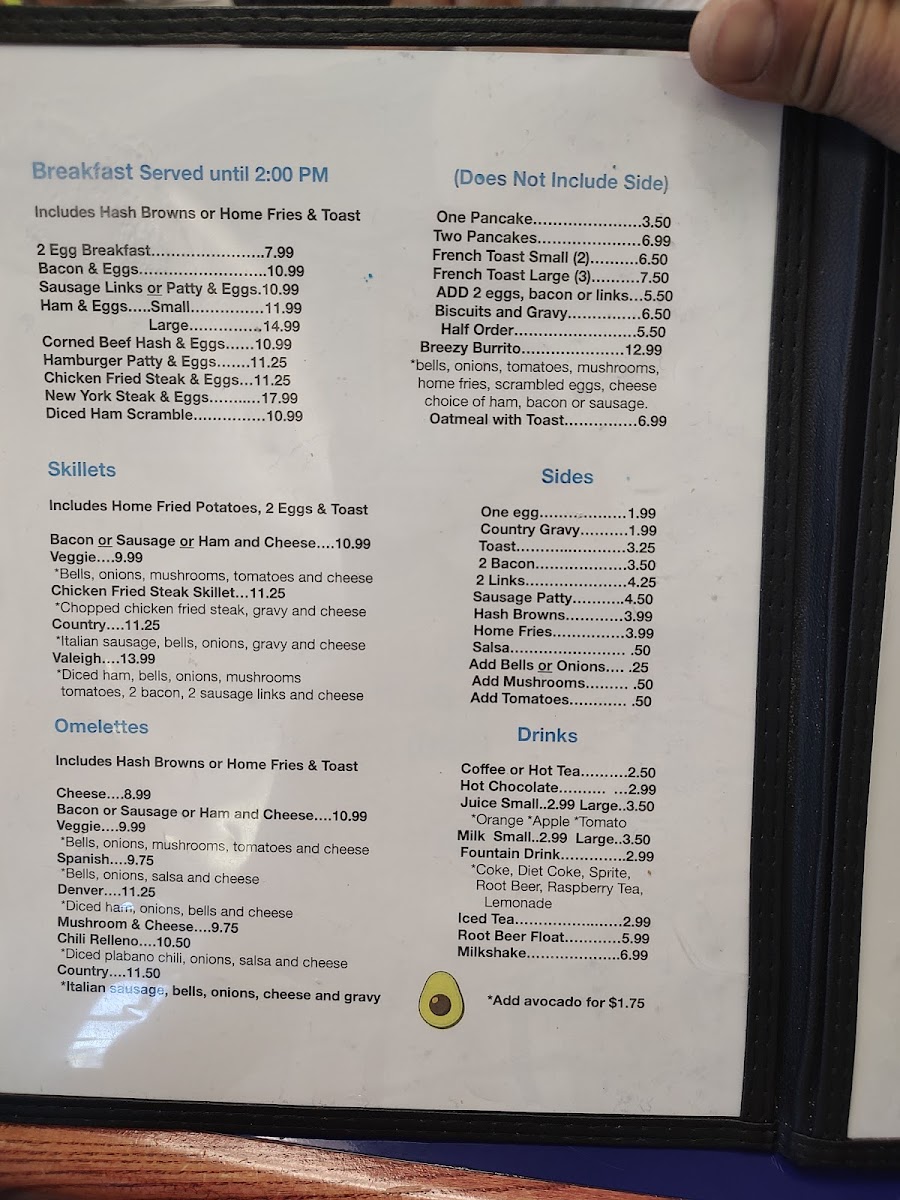 Breakfast Served until 2:00 PM
Includes Hash Browns or Home Fries & Toast
2 Egg Breakfast.......................7.99
Bacon & Eggs..........................10.99
Sausage Links or Patty & Eggs.10.99
Ham & Eggs.....Small...............11.99
Large...............14.99
Corned Beef Hash & Eggs......10.99
Hamburger Patty & Eggs.......11.25
Chicken Fried Steak & Eggs...11.25
New York Steak & Eggs..........17.99
Diced Ham Scramble..............10.99
Skillets
Includes Home Fried Potatoes, 2 Eggs & Toast
Bacon or Sausage or Ham and Cheese....10.99
Veggie....9.99
*Bells, onions, mushrooms, tomatoes and cheese
Chicken Fried Steak Skillet...11.25
*Chopped chicken fried steak, gravy and cheese
Country....11.25
*Italian sausage, bells, onions, gravy and cheese
Valeigh....13.99
*Diced ham, bells, onions, mushrooms
tomatoes, 2 bacon, 2 sausage links and cheese
Omelettes
Includes Hash Browns or Home Fries & Toast
Cheese....8.99
Bacon or Sausage or Ham and Cheese....10.99
Veggie....9.99
*Bells, onions, mushrooms, tomatoes and cheese
Spanish....9.75
*Bells, onions, salsa and cheese
Denver....11.25
*Diced ham, onions, bells and cheese
Mushroom & Cheese....9.75
Chili Relleno....10.50
*Diced plabano chili, onions, salsa and cheese
Country....11.50
*Italian sausage, bells, onions, cheese and gravy
(Does Not Include Side)
One Pancake.....................3.50
Two Pancakes....................6.99
French Toast Small (2).........6.50
French Toast Large (3)..........7.50
ADD 2 eggs, bacon or links...5.50
Biscuits and Gravy..............6.50
Half Order........................5.50
Breezy Burrito....................12.99
*bells, onions, tomatoes, mushrooms,
home fries, scrambled eggs, cheese
choice of ham, bacon or sausage.
Oatmeal with Toast..............6.99
Sides
One egg.................1.99
Country Gravy.........1.99
Toast.....................3.25
2 Bacon..................3.50
2 Links....................4.25
Sausage Patty..........4.50
Hash Browns...........3.99
Home Fries..............3.99
Salsa........................... .50
Add Bells or Onions.... .25
Add Mushrooms......... .50
Add Tomatoes............ .50
Drinks
Coffee or Hot Tea.........2.50
Hot Chocolate.......... ...2.99
Juice Small..2.99 Large..3.50
*Orange *Apple *Tomato
Milk Small..2.99 Large..3.50
Fountain Drink.............2.99
*Coke, Diet Coke, Sprite,
Root Beer, Raspberry Tea,
Lemonade
Iced Tea.....................2.99
Root Beer Float...........5.99
Milkshake...................6.99
*Add avocado for $1.75